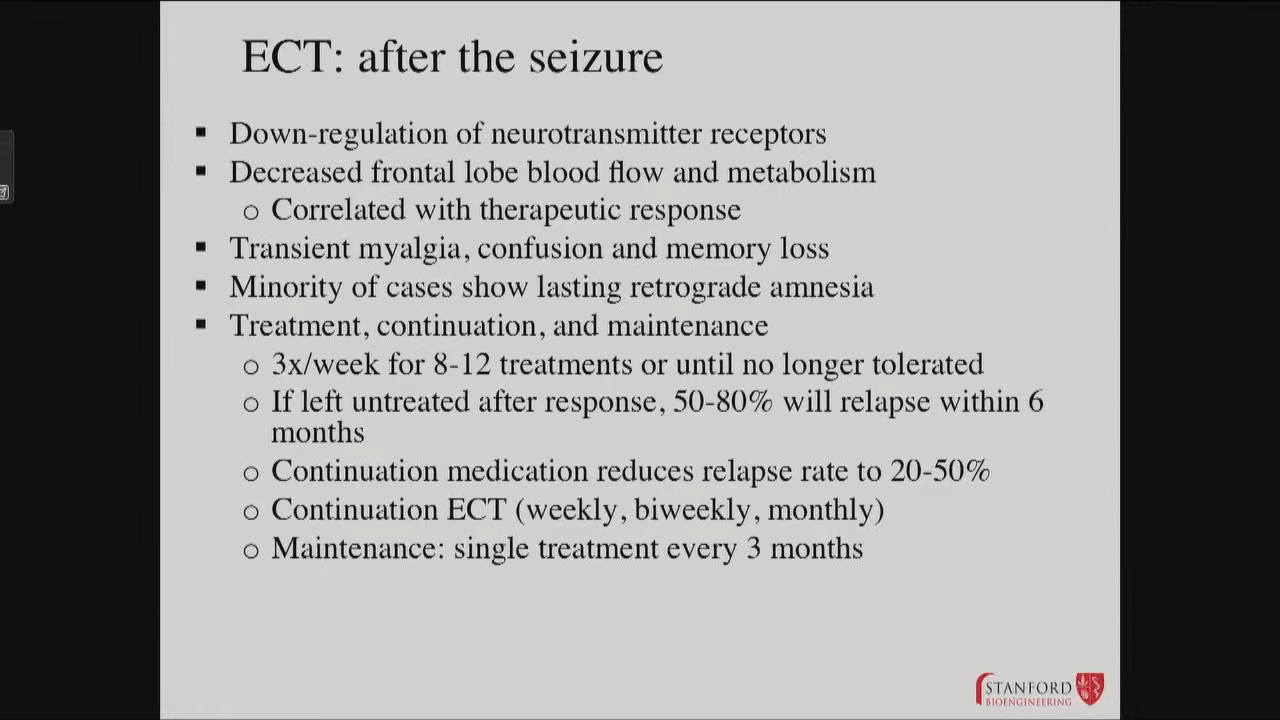 ECT: after the seizure
▪ Down-regulation of neurotransmitter receptors
▪ Decreased frontal lobe blood flow and metabolism
o Correlated with therapeutic response
▪ Transient myalgia, confusion and memory loss
▪ Minority of cases show lasting retrograde amnesia
▪ Treatment, continuation, and maintenance
o 3x/week for 8-12 treatments or until no longer tolerated
o If left untreated after response, 50-80% will relapse within 6
months
o Continuation medication reduces relapse rate to 20-50%
o Continuation ECT (weekly, biweekly, monthly)
o Maintenance: single treatment every 3 months
STANFORD
BIOENGINEERING